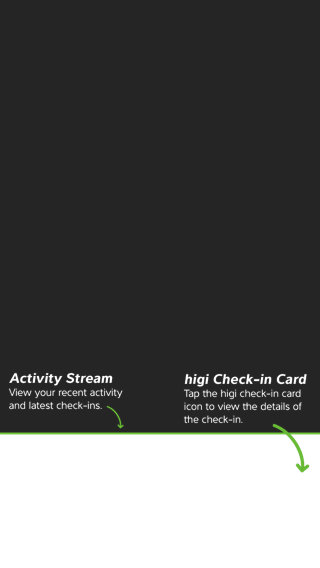 Activity Stream
View your recent activity
and latest check-ins.
higi Check-in Card
Tap the higi check-in card
icon to view the details of
the check-in.